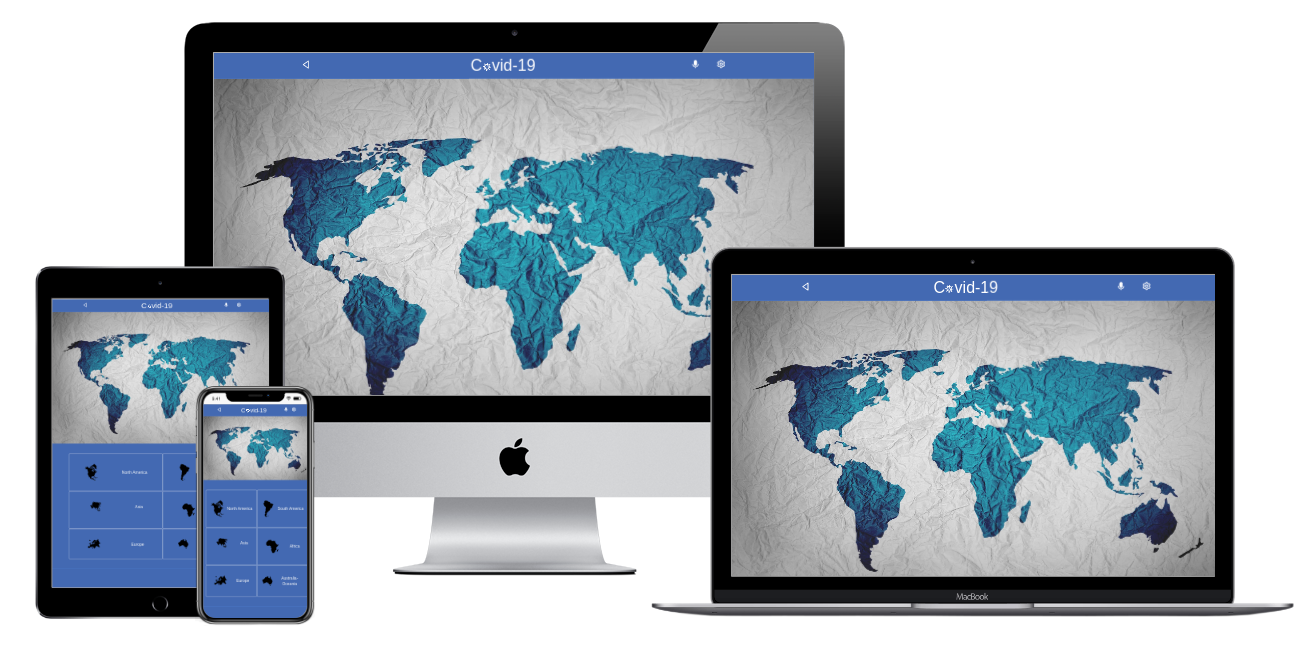 Covid-19
Covid-19
MacBook
Covid-19
North America
Asia
Europe
9:41
Covid-19
North America
South America
Asia
Africa
Europe
Australia-
Oceania